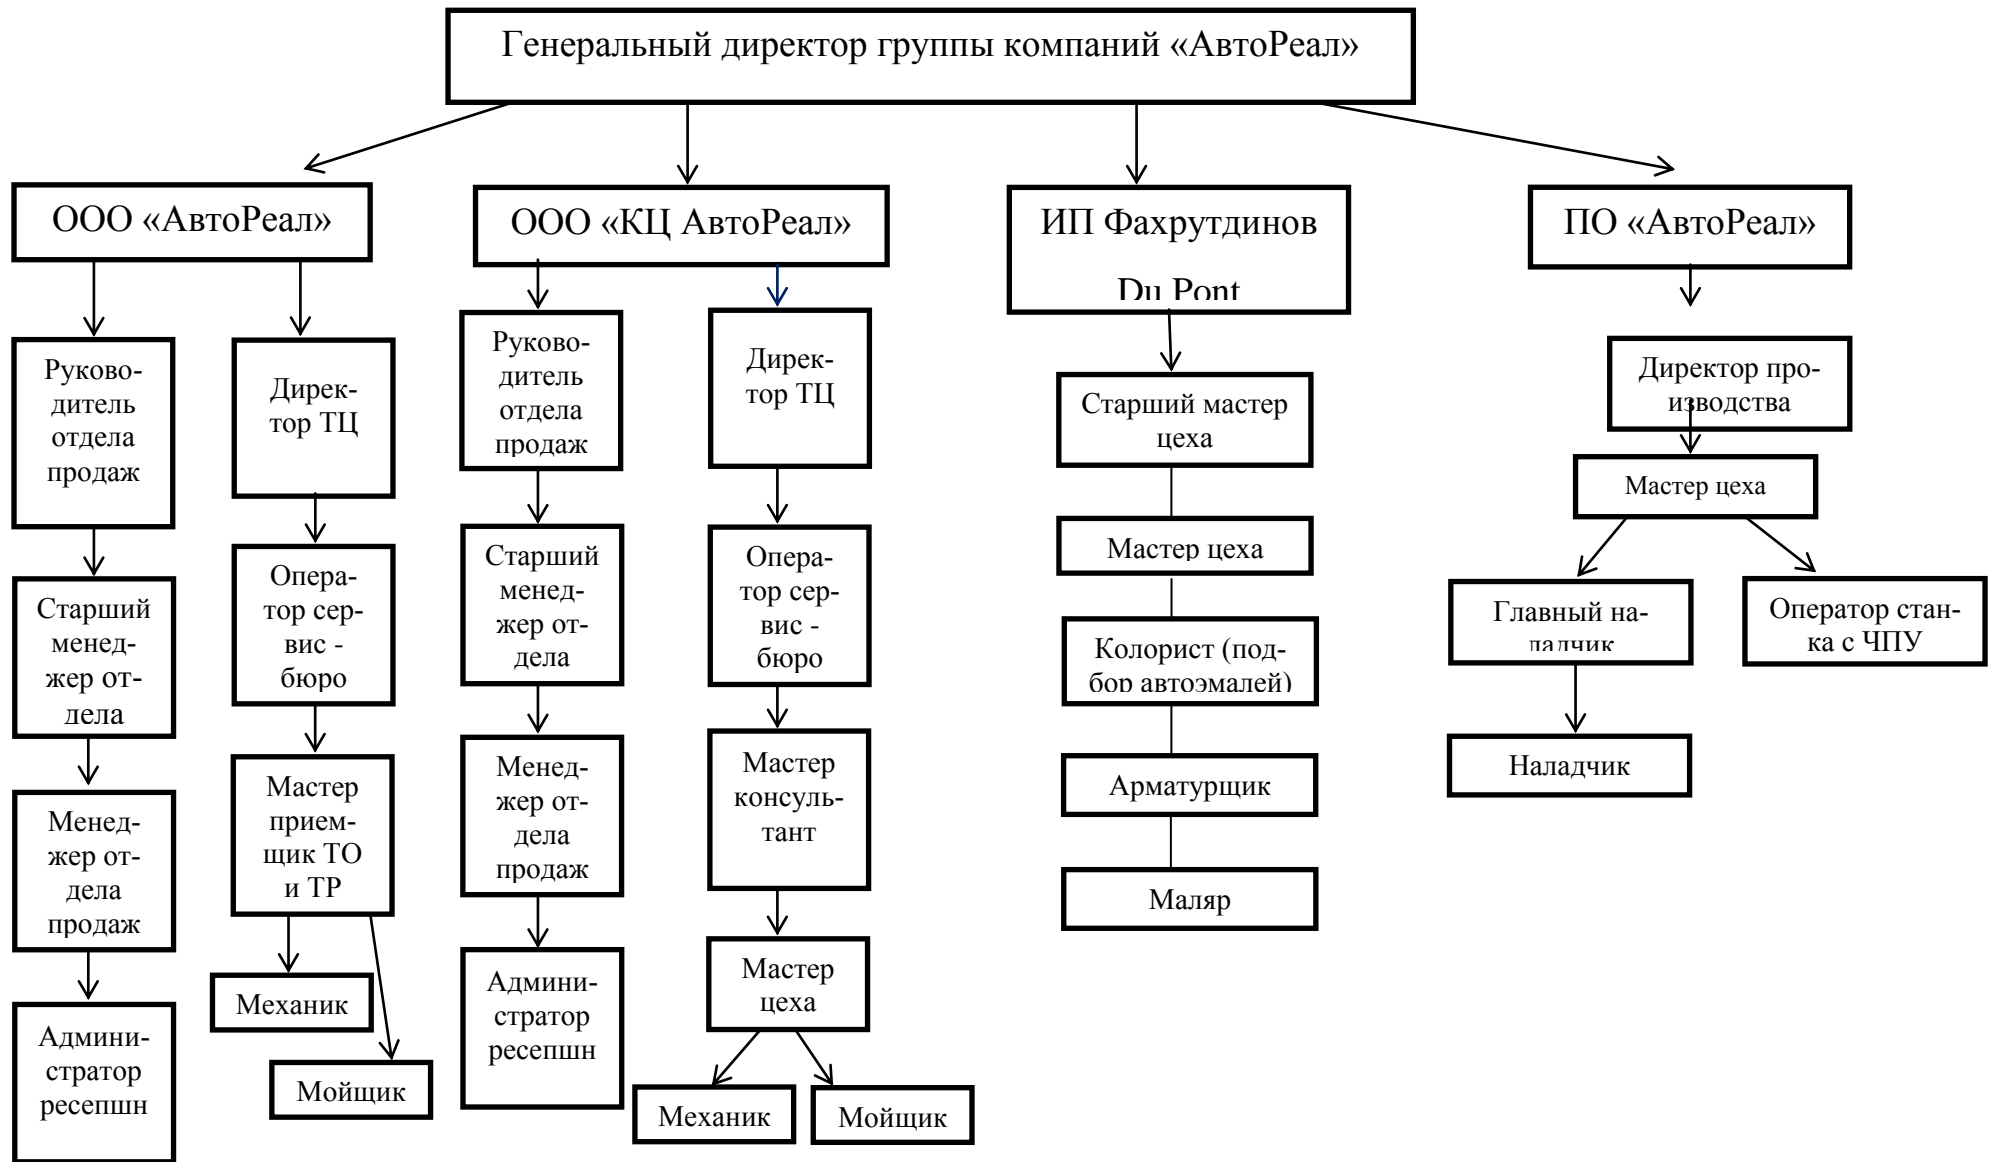 Генеральный директор группы компаний «АвтоРеал»
ООО «АвтоРеал»
ООО «КЦ АвтоРеал»
ИП Фахрутдинов
Du Pont
ПО «АвтоРеал»
Руково-
дитель
отдела
продаж
Дирек-
тор ТЦ
Руково-
дитель
отдела
продаж
Дирек-
тор ТЦ
Старший мастер
цеха
Директор про-
изводства
Мастер цеха
Старший
менед-
жер от-
дела
Опера-
тор сер-
вис -
бюро
Старший
менед-
жер от-
дела
Опера-
тор сер-
вис -
бюро
Мастер цеха
Колорист (под-
бор автоэмалей)
Главный на-
ладчик
Оператор стан-
ка с ЧПУ
Менед-
жер от-
дела
продаж
Мастер
прием-
щик ТО
и ТР
Менед-
жер от-
дела
продаж
Мастер
консуль-
тант
Арматурщик
Наладчик
Маляр
Админи-
стратор
ресепшн
Механик
Мойщик
Админи-
стратор
ресепшн
Мастер
цеха
Механик
Мойщик